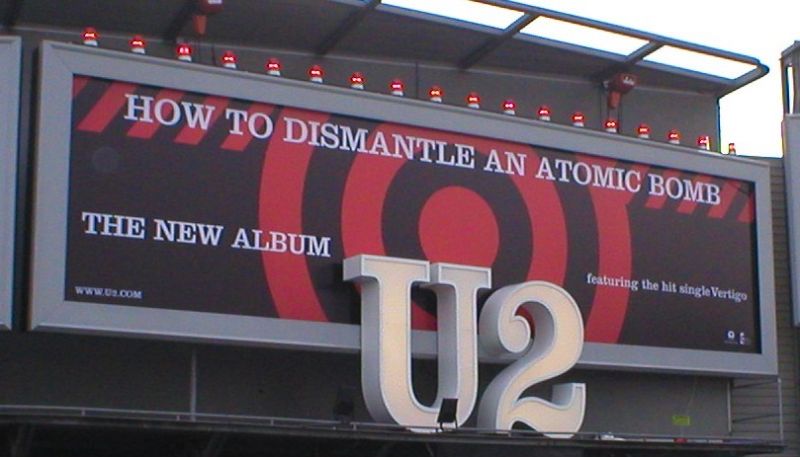 HOW TO DISMANTLE AN ATOMIC BOMB
THE NEW ALBUM
featuring the hit single Vertigo
WWW.U2.COM
U2